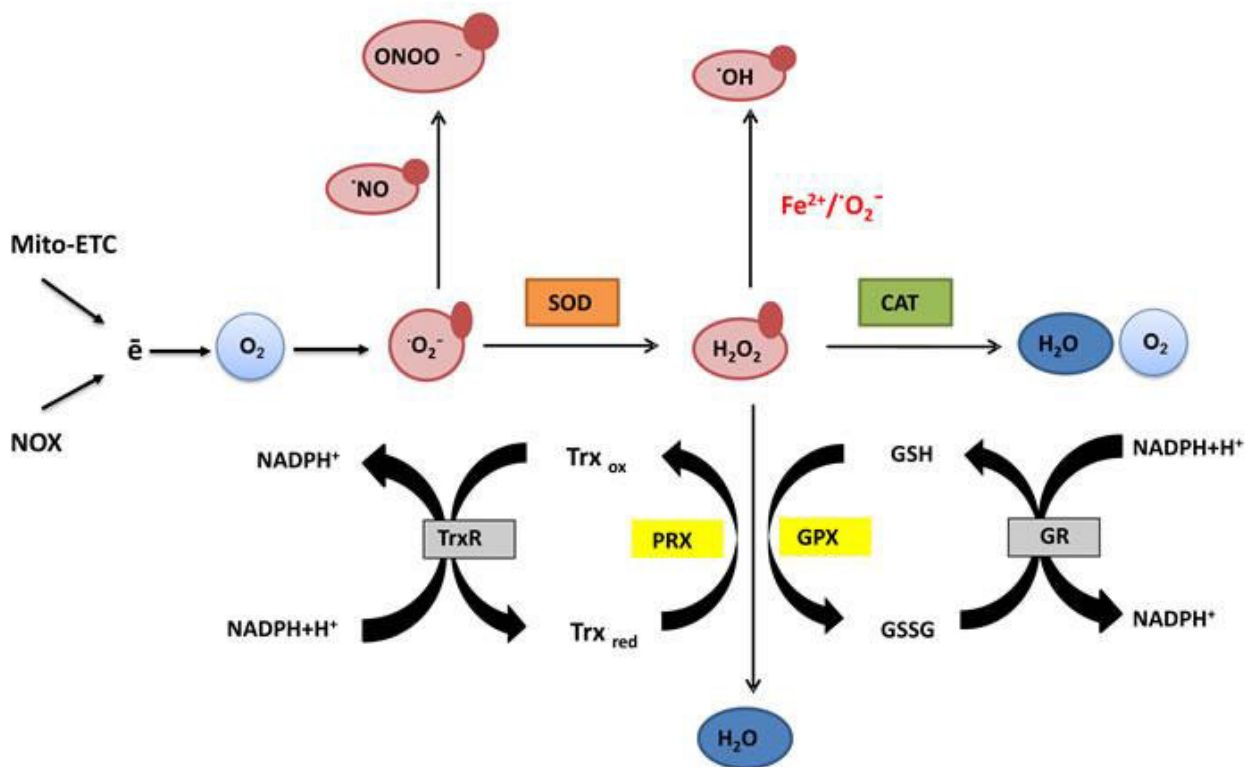 ONOO -
˙OH
˙NO
Fe²⁺/˙O₂⁻
Mito-ETC
SOD
CAT
ē
O₂
˙O₂⁻
H₂O₂
H₂O
O₂
NOX
NADPH⁺
Trx ox
GSH
NADPH+H⁺
TrxR
PRX
GPX
GR
NADPH+H⁺
Trx red
GSSG
NADPH⁺
H₂O